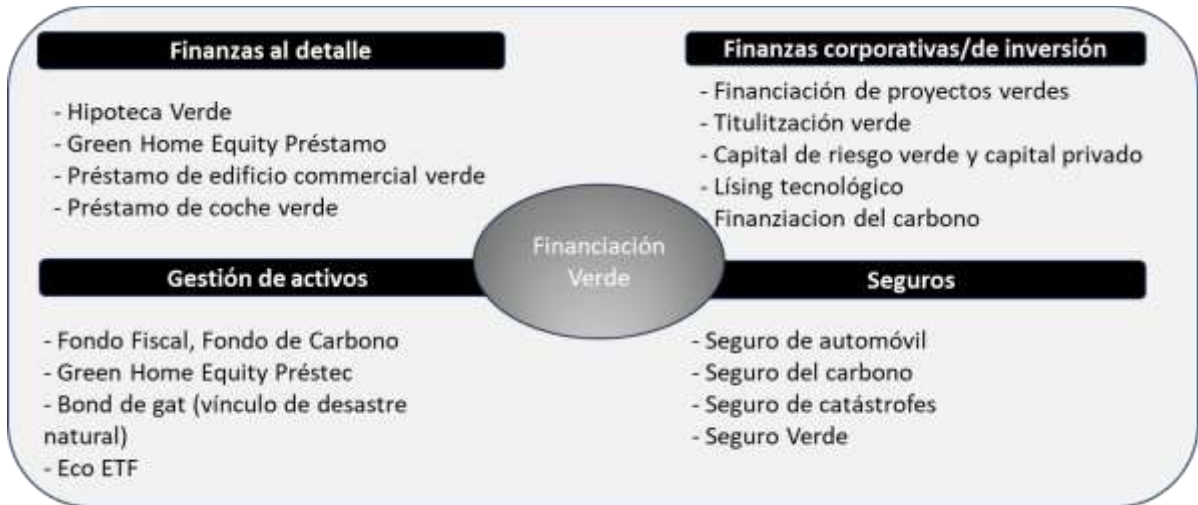 Finanzas al detalle
- Hipoteca Verde
- Green Home Equity Préstamo
- Préstamo de edificio commercial verde
- Préstamo de coche verde
Finanzas corporativas/de inversión
- Financiación de proyectos verdes
- Titulitzación verde
- Capital de riesgo verde y capital privado
- Lísing tecnológico
Finanziacion del carbono
Financiación
Verde
Gestión de activos
- Fondo Fiscal, Fondo de Carbono
- Green Home Equity Préstec
- Bond de gat (vínculo de desastre
natural)
- Eco ETF
Seguros
- Seguro de automóvil
- Seguro del carbono
- Seguro de catástrofes
- Seguro Verde